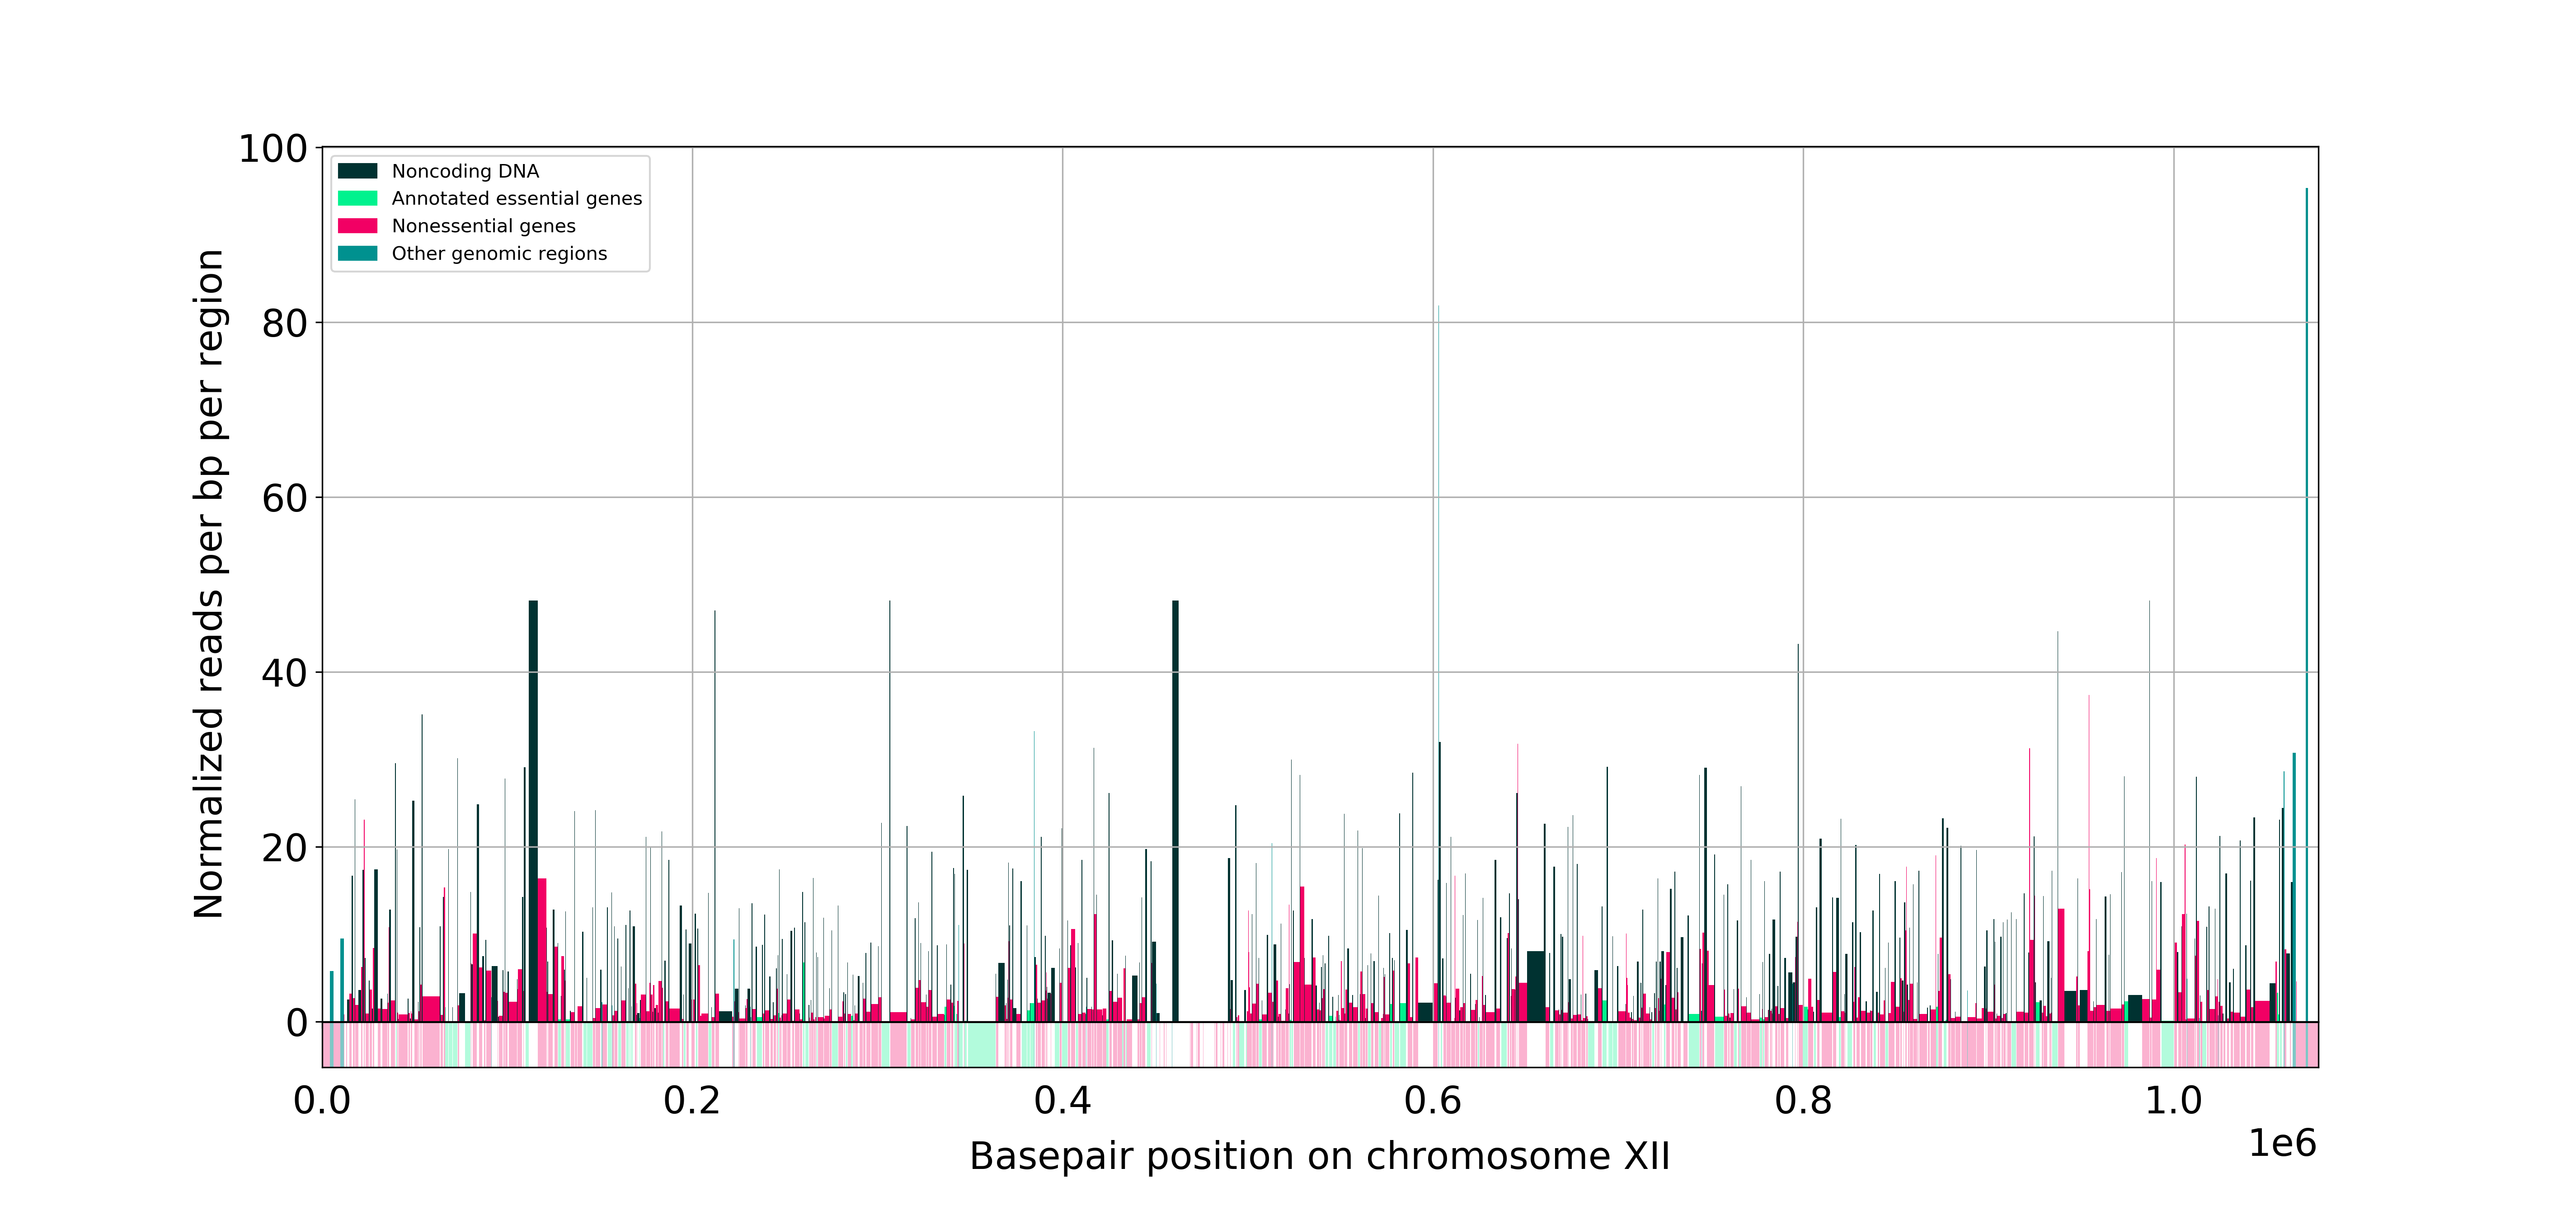 100
80
60
40
20
0
Normalized reads per bp per region
Noncoding DNA
Annotated essential genes
Nonessential genes
Other genomic regions
0.0 0.2 0.4 0.6 0.8 1.0
1e6
Basepair position on chromosome XII